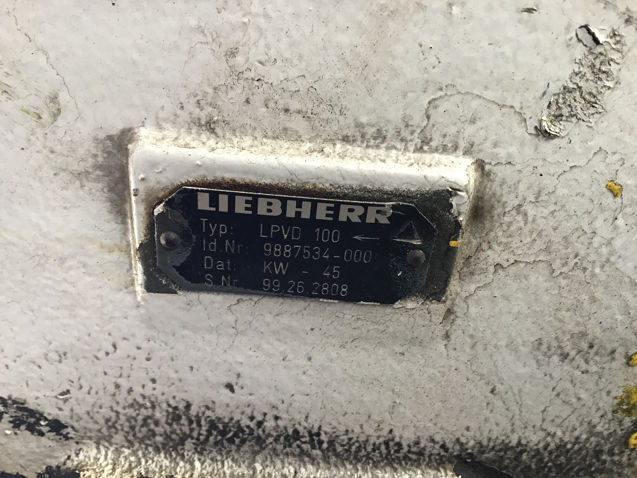 LIEBHERR
Typ: LPVD 100 ←
Id.Nr: 9887534-000
Dat: KW - 45
S.Nr. 99.26.2808